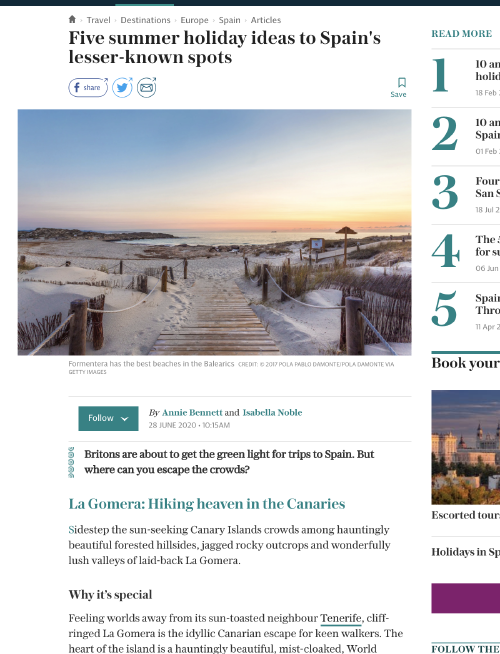 Travel › Destinations › Europe › Spain › Articles
Five summer holiday ideas to Spain's
lesser-known spots
share
Save
Formentera has the best beaches in the Balearics CREDIT: © 2017 POLA PABLO DAMONTE/POLA DAMONTE VIA
GETTY IMAGES
Follow
By Annie Bennett and Isabella Noble
28 JUNE 2020 • 10:15AM
Britons are about to get the green light for trips to Spain. But
where can you escape the crowds?
La Gomera: Hiking heaven in the Canaries
Sidestep the sun-seeking Canary Islands crowds among hauntingly
beautiful forested hillsides, jagged rocky outcrops and wonderfully
lush valleys of laid-back La Gomera.
Why it's special
Feeling worlds away from its sun-toasted neighbour Tenerife, cliff-
ringed La Gomera is the idyllic Canarian escape for keen walkers. The
heart of the island is a hauntingly beautiful, mist-cloaked, World
READ MORE
1
10 an
holid
18 Feb 2
2
10 an
Spain
01 Feb 2
3
Four
San S
18 Jul 2
4
The
for su
06 Jun
5
Spain
Thro
11 Apr 2
Book your
Escorted tour
Holidays in Sp
FOLLOW THE